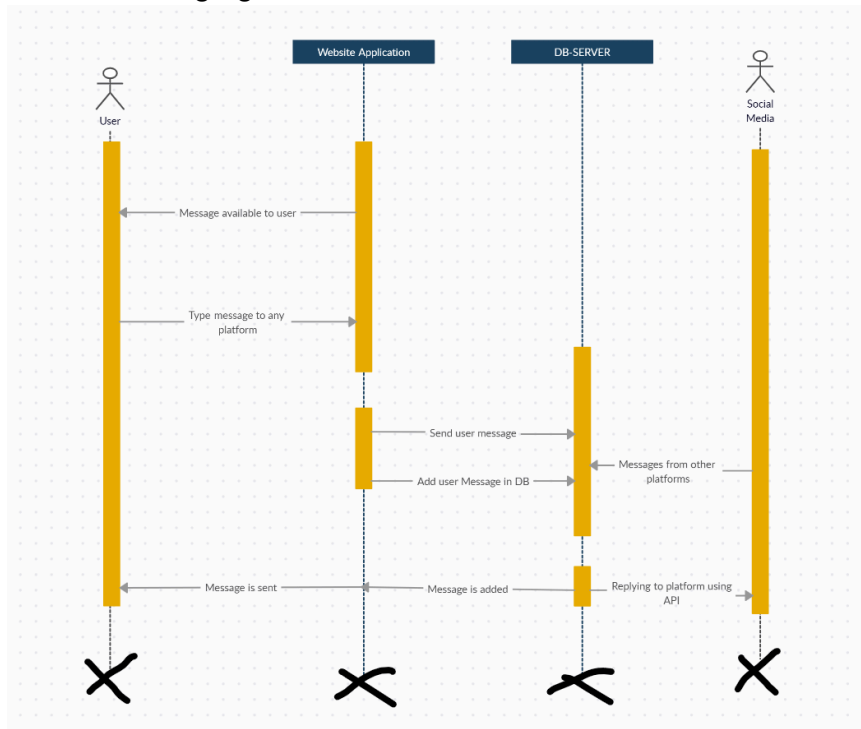 Website Application
DB-SERVER
User
Social
Media
Message available to user
Type message to any
platform
Send user message
Messages from other
platforms
Add user Message in DB
Message is sent
Message is added
Replying to platform using
API